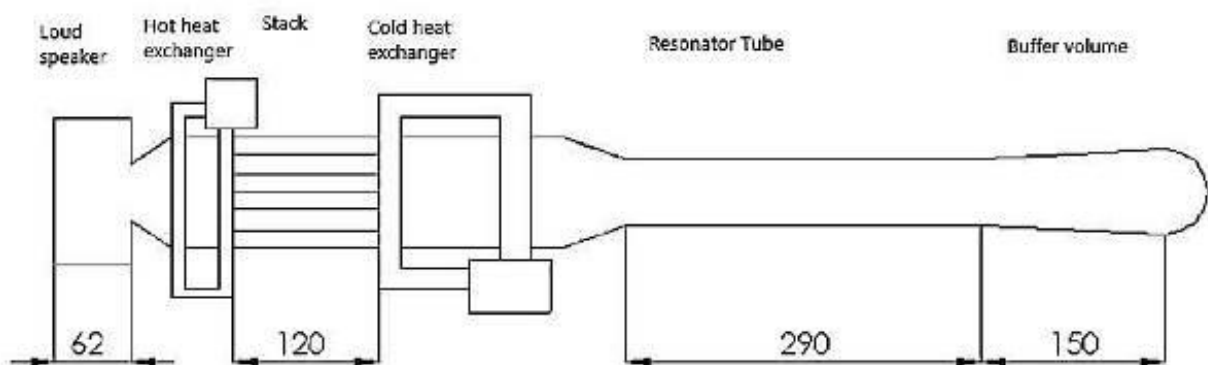 Loud
speaker
Hot heat
exchanger
Stack
Cold heat
exchanger
Resonator Tube
Buffer volume
62
120
290
150